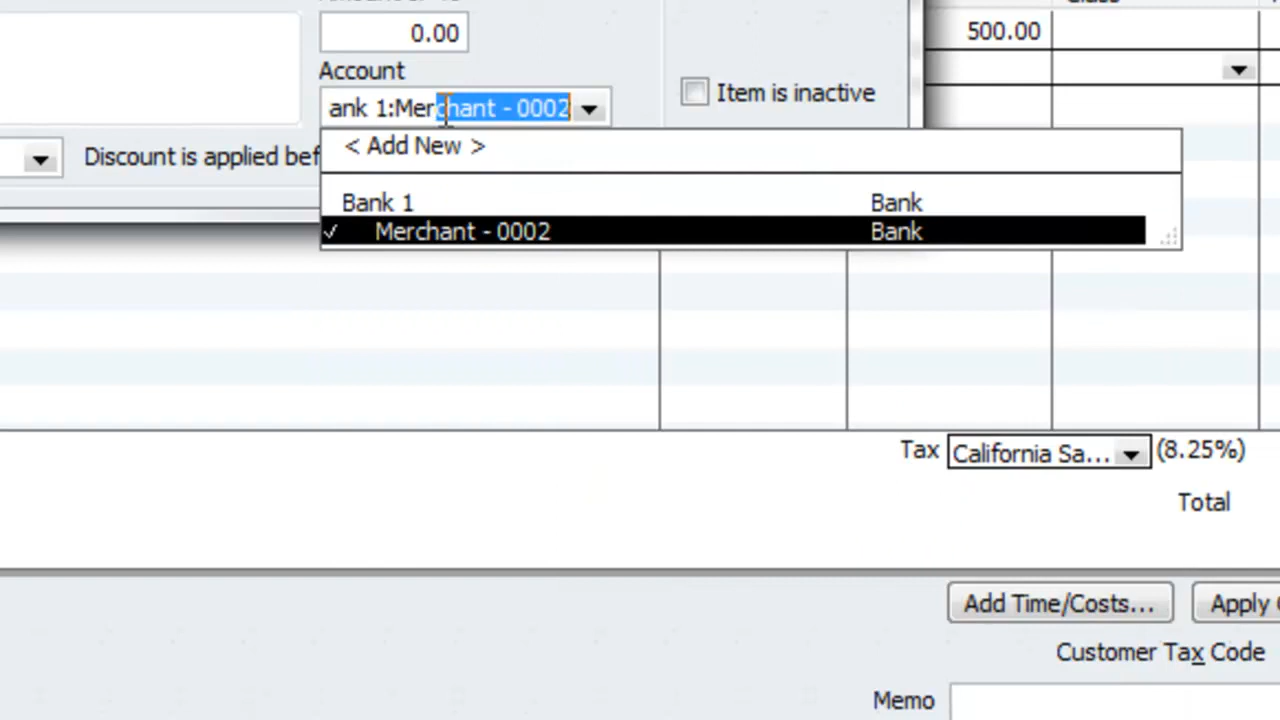 0.00
500.00
Account
Item is inactive
ank 1:Merchant - 0002
< Add New >
Discount is applied bef
Bank 1 Bank
✓ Merchant - 0002 Bank
Tax California Sa... (8.25%)
Total
Add Time/Costs... Apply
Customer Tax Code
Memo